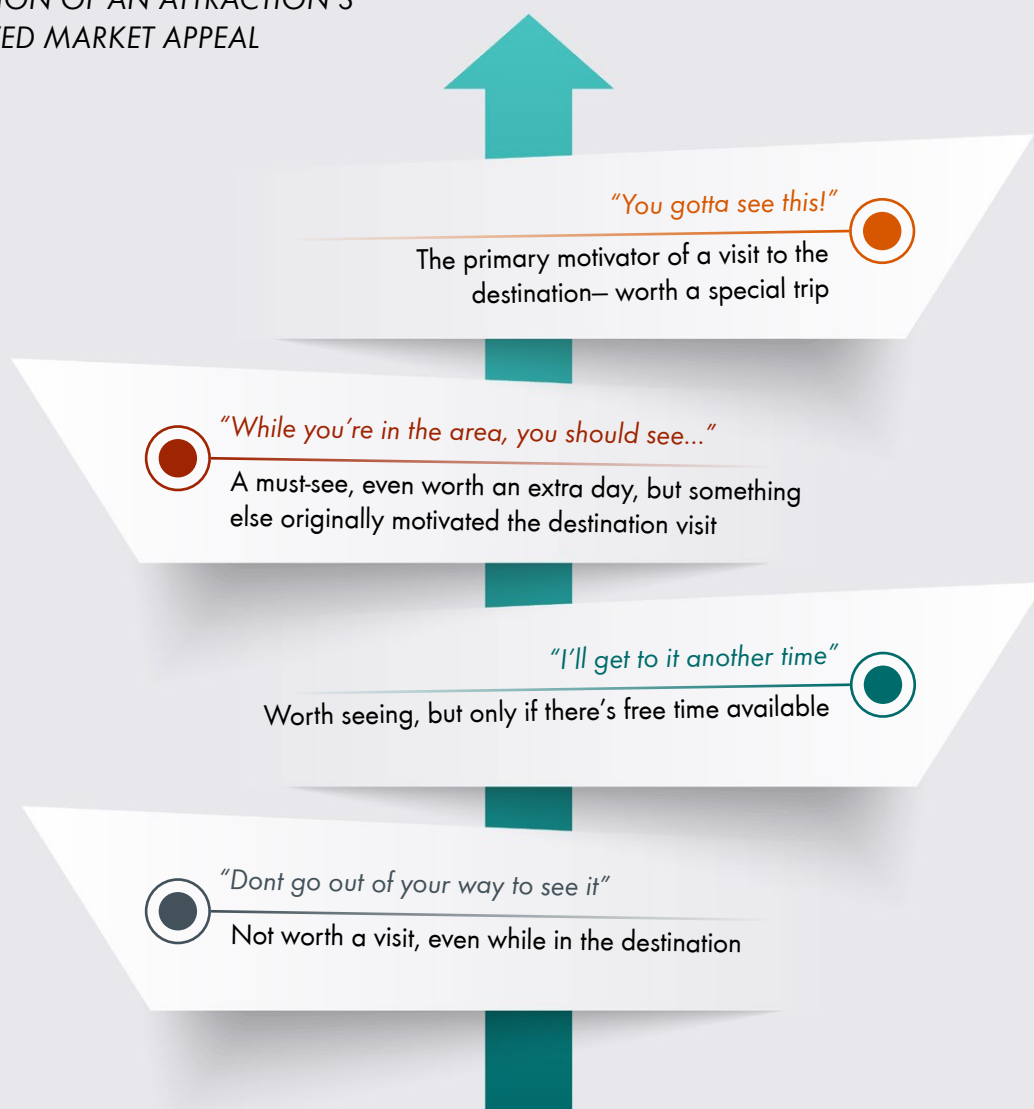 OF AN ATTRACTION'S
MARKET APPEAL
“You gotta see this!”
The primary motivator of a visit to the
destination— worth a special trip
“While you’re in the area, you should see...”
A must-see, even worth an extra day, but something
else originally motivated the destination visit
“I’ll get to it another time”
Worth seeing, but only if there’s free time available
“Dont go out of your way to see it”
Not worth a visit, even while in the destination